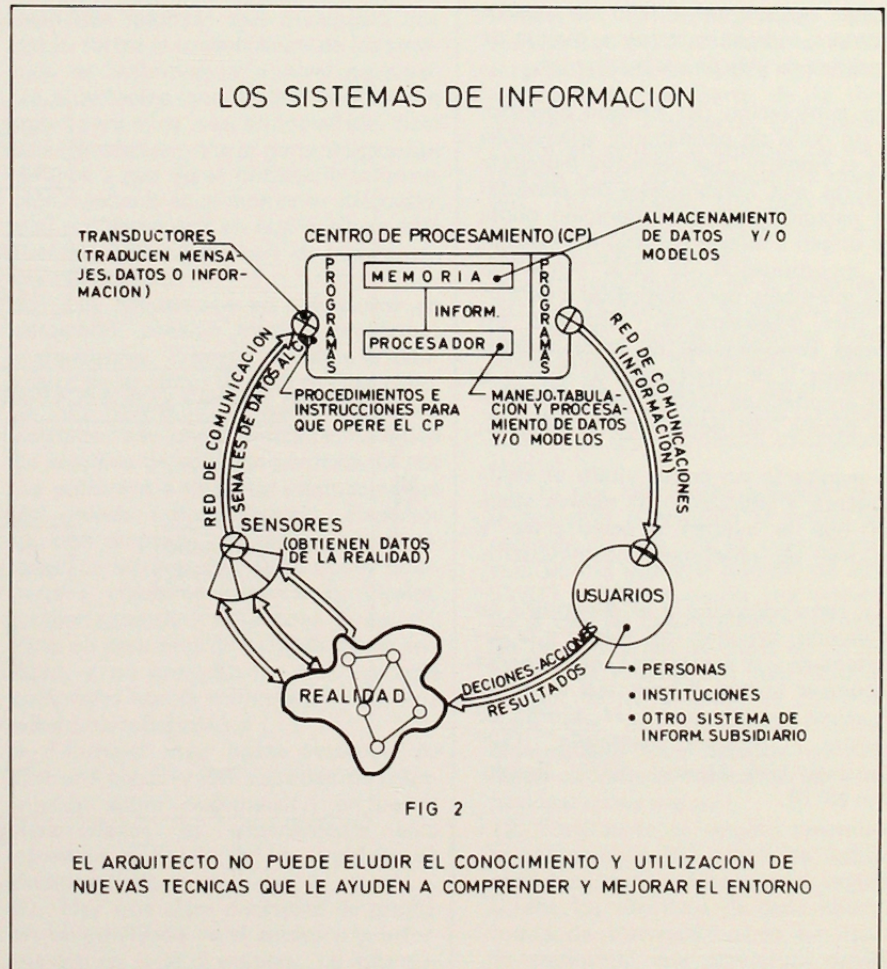 LOS SISTEMAS DE INFORMACION
TRANSDUCTORES
(TRADUCEN MENSA-
JES, DATOS O INFOR-
MACION)
CENTRO DE PROCESAMIENTO (CP)
ALMACENAMIENTO
DE DATOS Y/O
MODELOS
PROGRAMAS
MEMORIA
INFORM.
PROCESADOR
PROGRAMAS
PROCEDIMIENTOS E
INSTRUCCIONES PARA
QUE OPERE EL CP
MANEJO, TABULA-
CION Y PROCESA-
MIENTO DE DATOS
Y/O MODELOS
RED DE COMUNICACION
SEÑALES DE DATOS AL CP
RED DE COMUNICACIONES
(INFORMACION)
SENSORES
(OBTIENEN DATOS
DE LA REALIDAD)
USUARIOS
REALIDAD
DECIONES-ACCIONES
RESULTADOS
• PERSONAS
• INSTITUCIONES
• OTRO SISTEMA DE
INFORM. SUBSIDIARIO
FIG 2
EL ARQUITECTO NO PUEDE ELUDIR EL CONOCIMIENTO Y UTILIZACION DE
NUEVAS TECNICAS QUE LE AYUDEN A COMPRENDER Y MEJORAR EL ENTORNO